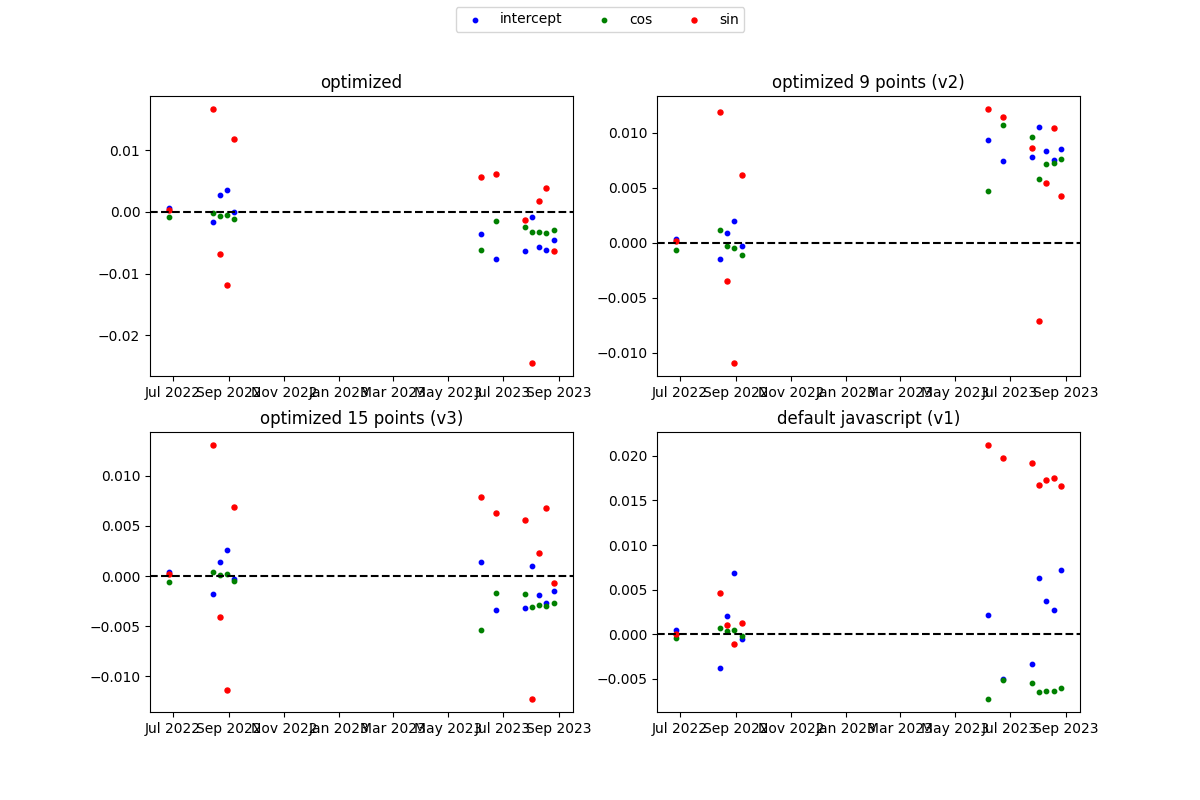 intercept cos sin
optimized
0.01
0.00
−0.01
−0.02
Jul 2022 Sep 2022 Nov 2022 Jan 2023 Mar 2023 May 2023 Jul 2023 Sep 2023
optimized 9 points (v2)
0.010
0.005
0.000
−0.005
−0.010
Jul 2022 Sep 2022 Nov 2022 Jan 2023 Mar 2023 May 2023 Jul 2023 Sep 2023
optimized 15 points (v3)
0.010
0.005
0.000
−0.005
−0.010
Jul 2022 Sep 2022 Nov 2022 Jan 2023 Mar 2023 May 2023 Jul 2023 Sep 2023
default javascript (v1)
0.020
0.015
0.010
0.005
0.000
−0.005
Jul 2022 Sep 2022 Nov 2022 Jan 2023 Mar 2023 May 2023 Jul 2023 Sep 2023